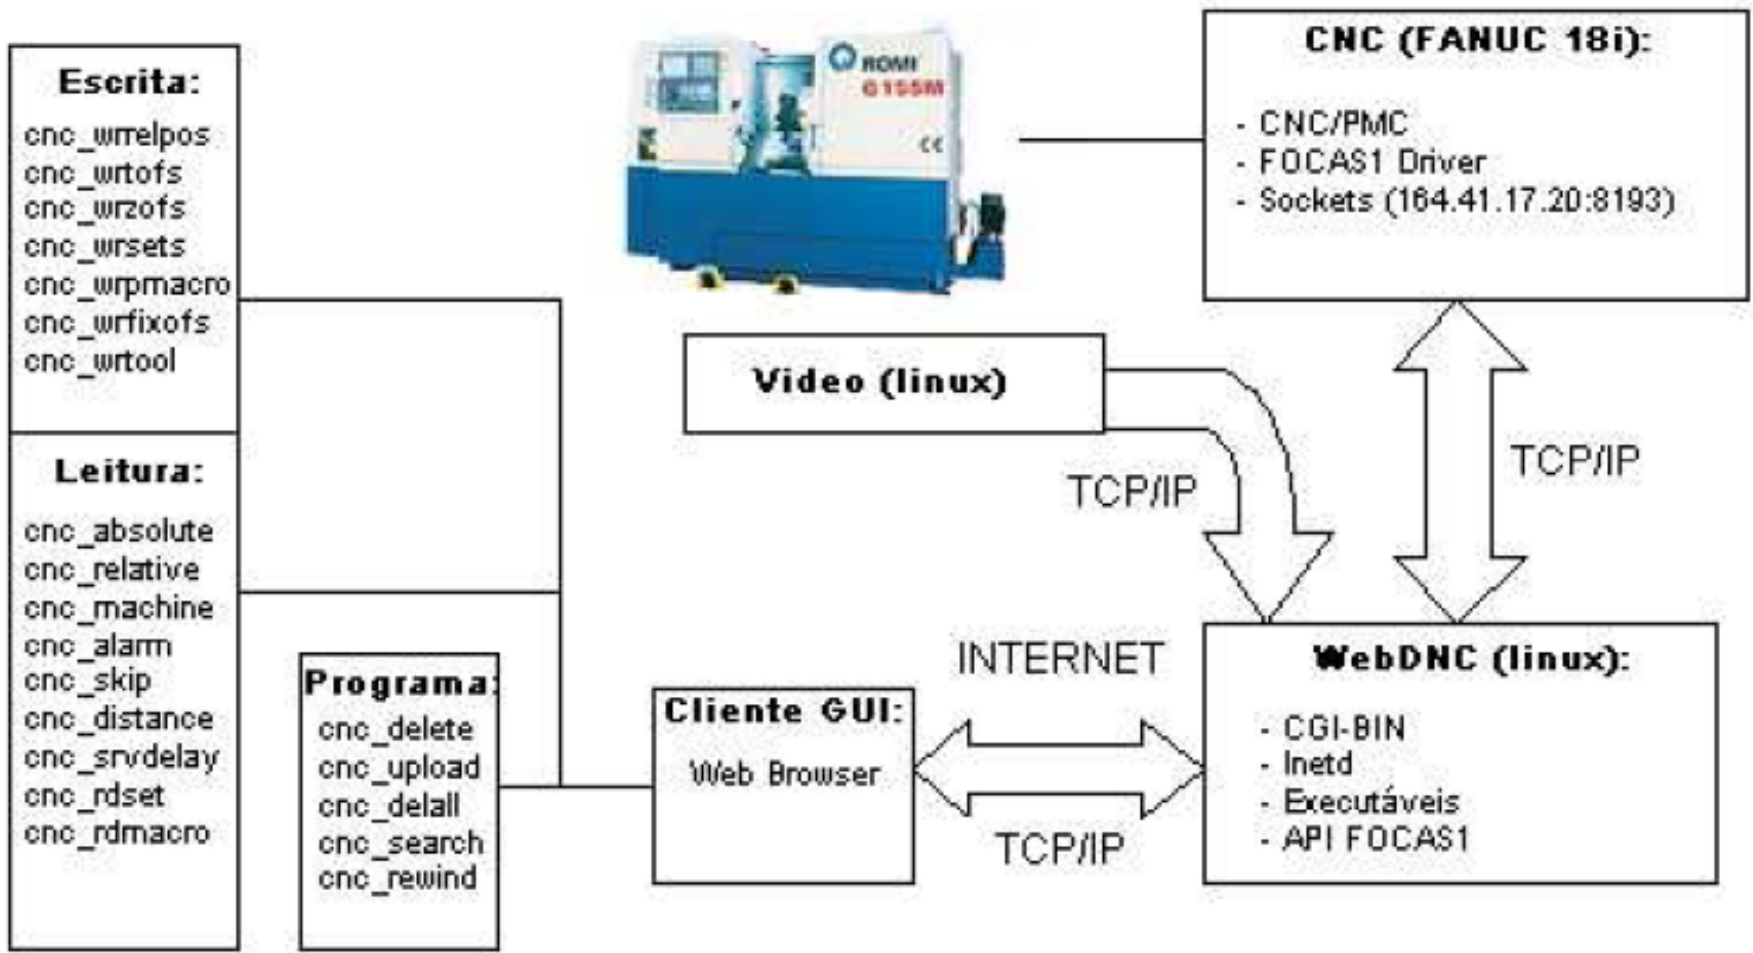 Escrita:
cnc_wrrelpos
cnc_wrtofs
cnc_wrzofs
cnc_wrsets
cnc_wrpmacro
cnc_wrfixofs
cnc_wrtool
Leitura:
cnc_absolute
cnc_relative
cnc_machine
cnc_alarm
cnc_skip
cnc_distance
cnc_srvdelay
cnc_rdset
cnc_rdmacro
Programa:
cnc_delete
cnc_upload
cnc_delall
cnc_search
cnc_rewind
ROMI
G 155M
CE
CNC (FANUC 18i):
- CNC/PMC
- FOCAS1 Driver
- Sockets (164.41.17.20:8193)
Video (linux)
TCP/IP
TCP/IP
Cliente GUI:
Web Browser
INTERNET
TCP/IP
WebDNC (linux):
- CGI-BIN
- Inetd
- Executáveis
- API FOCAS1